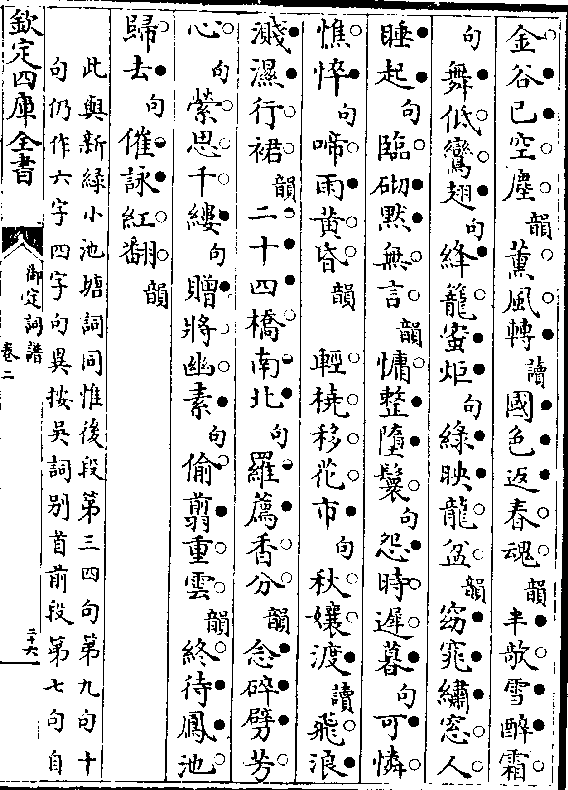 金谷已空塵韻薰風轉讀國色返春魂韻半欹雪醉霜
句舞低鸞翅句絳籠蜜炬句綠映龍盆韻窈窕繡窓人
睡起句臨砌黙無言韻慵整墮鬟句怨時遲暮句可憐
憔悴句啼雨黃昏韻 輕橈移花市句秋孃渡讀飛浪
濺濕行裙韻二十四橋南北句羅薦香分韻念碎劈芳
心句縈思千縷句贈將幽素句偷翦重雲韻終待鳳池
歸去句催詠紅翻韻
此與新綠小池塘詞同惟後段第三四句第九句十
句仍作六字四字句異按吳詞别首前段第七句自
欽定四庫全書
御定詞譜
卷二
二十六